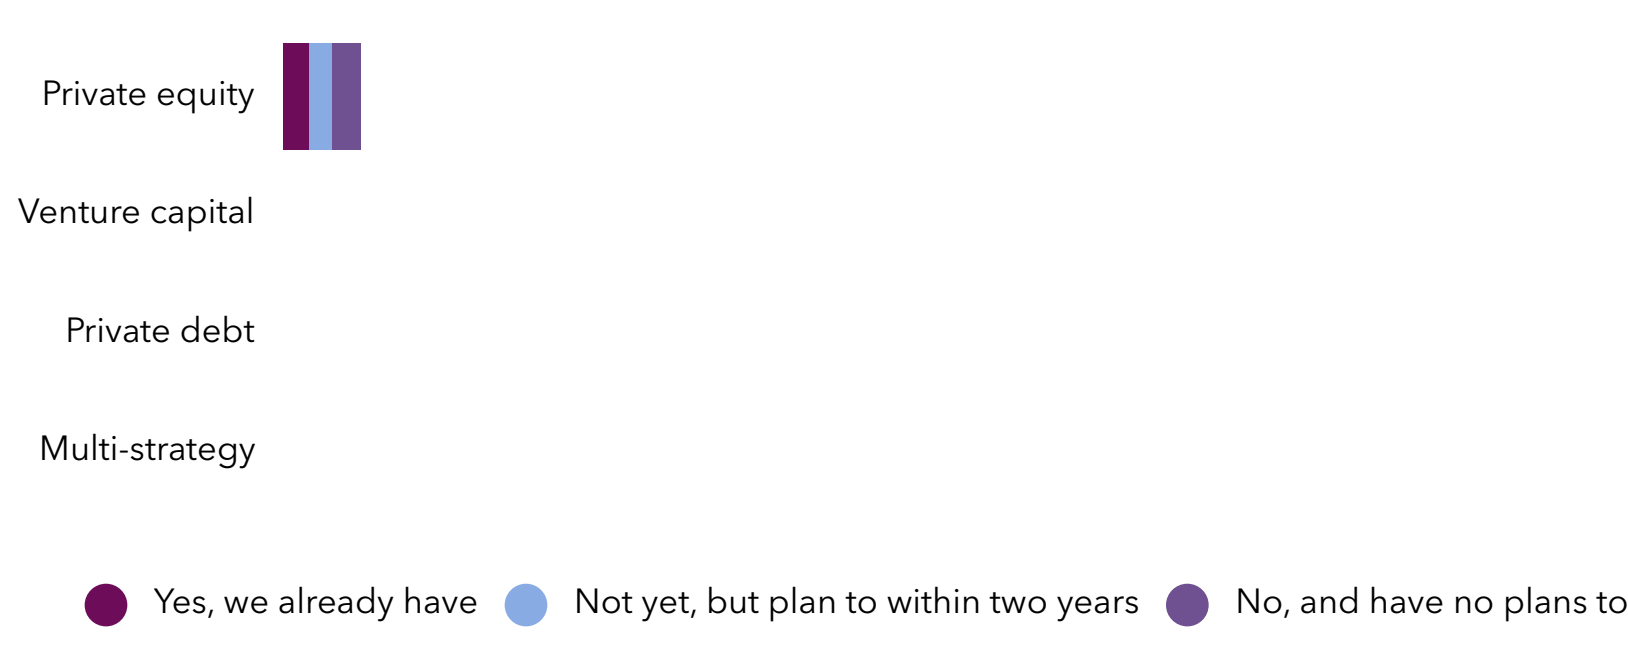 Private equity
Venture capital
Private debt
Multi-strategy
Yes, we already have Not yet, but plan to within two years No, and have no plans to